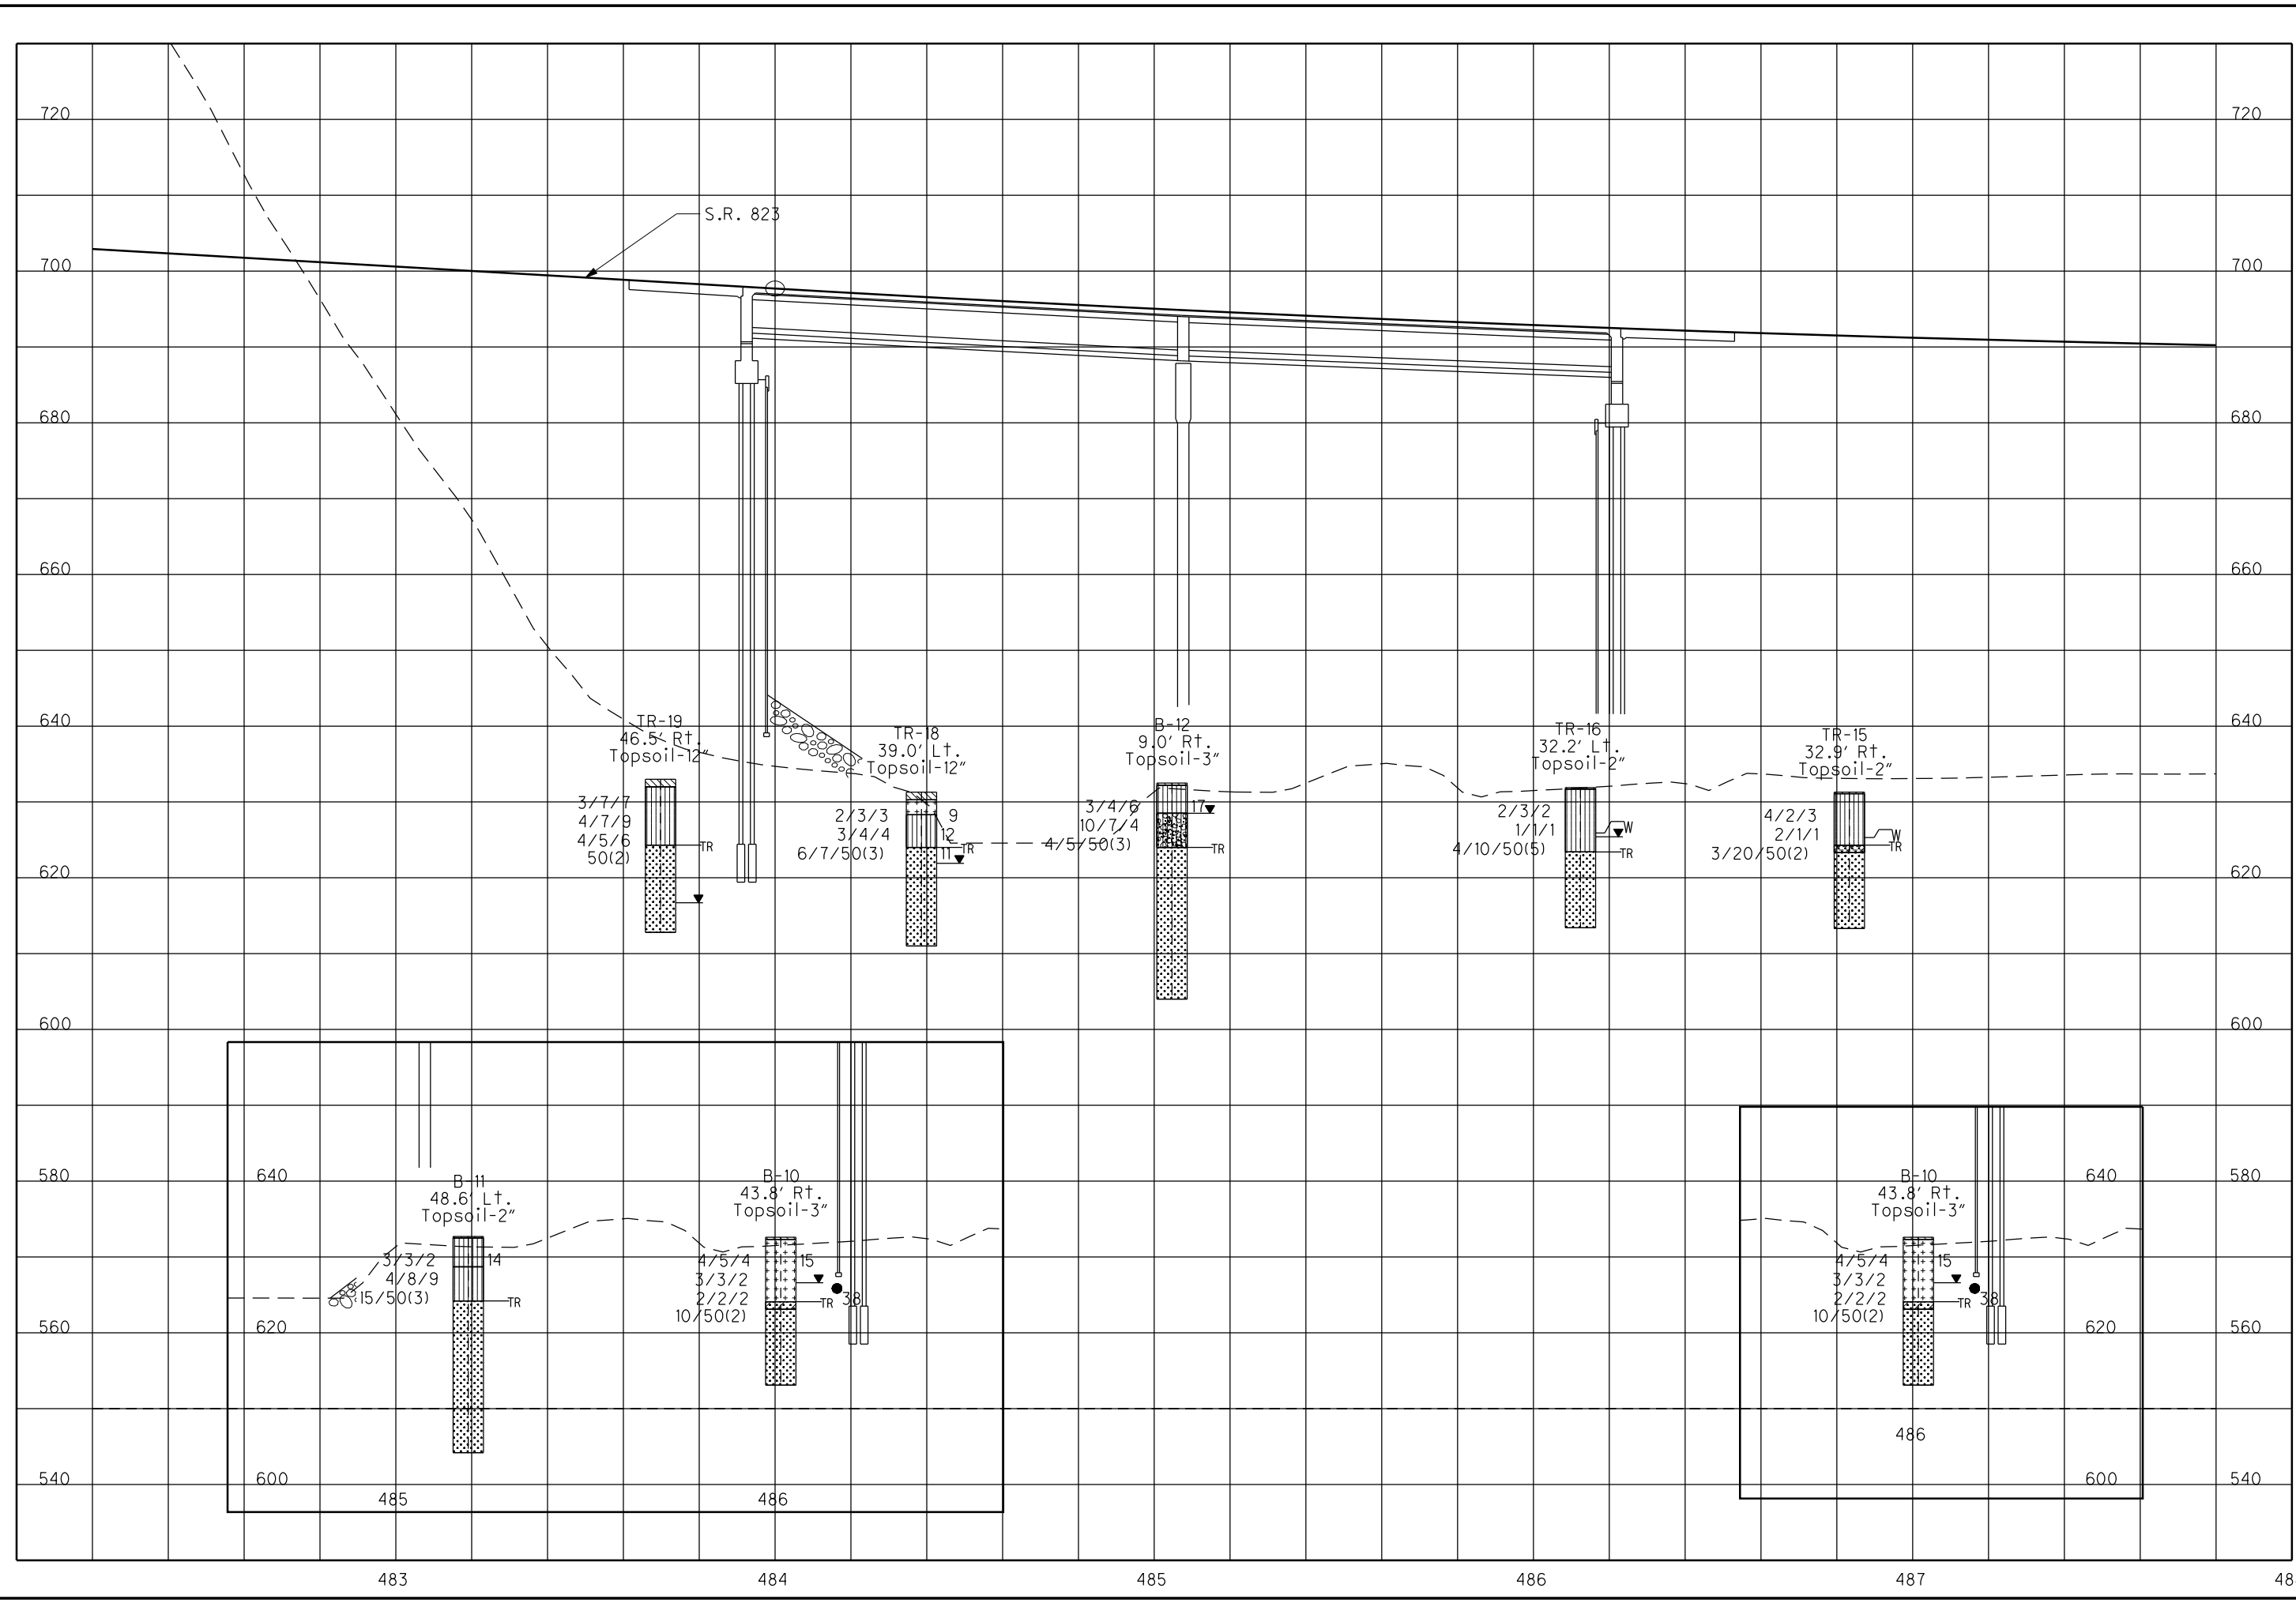 720
720
S.R. 823
700
700
680
680
660
660
640
640
TR-19
46.5' Rt.
Topsoil-12"
TR-18
39.0' Lt.
Topsoil-12"
B-12
9.0' Rt.
Topsoil-3"
TR-16
32.2' Lt.
Topsoil-2"
TR-15
32.9' Rt.
Topsoil-2"
3/7/7
4/7/9
4/5/6
50(2)
TR
2/3/3
3/4/4
6/7/50(3)
9
12
11
TR
3/4/6
10/7/4
4/5/50(3)
17
TR
2/3/2
1/1/1
4/10/50(5)
W
TR
4/2/3
2/1/1
3/20/50(2)
W
TR
620
620
600
600
580
580
640
B-11
48.6' Lt.
Topsoil-2"
3/3/2
4/8/9
15/50(3)
14
TR
B-10
43.8' Rt.
Topsoil-3"
4/5/4
3/3/2
2/2/2
10/50(2)
15
TR
38
640
B-10
43.8' Rt.
Topsoil-3"
4/5/4
3/3/2
2/2/2
10/50(2)
15
TR
38
560
620
620
560
486
540
600
600
540
485
486
483
484
485
486
487
48